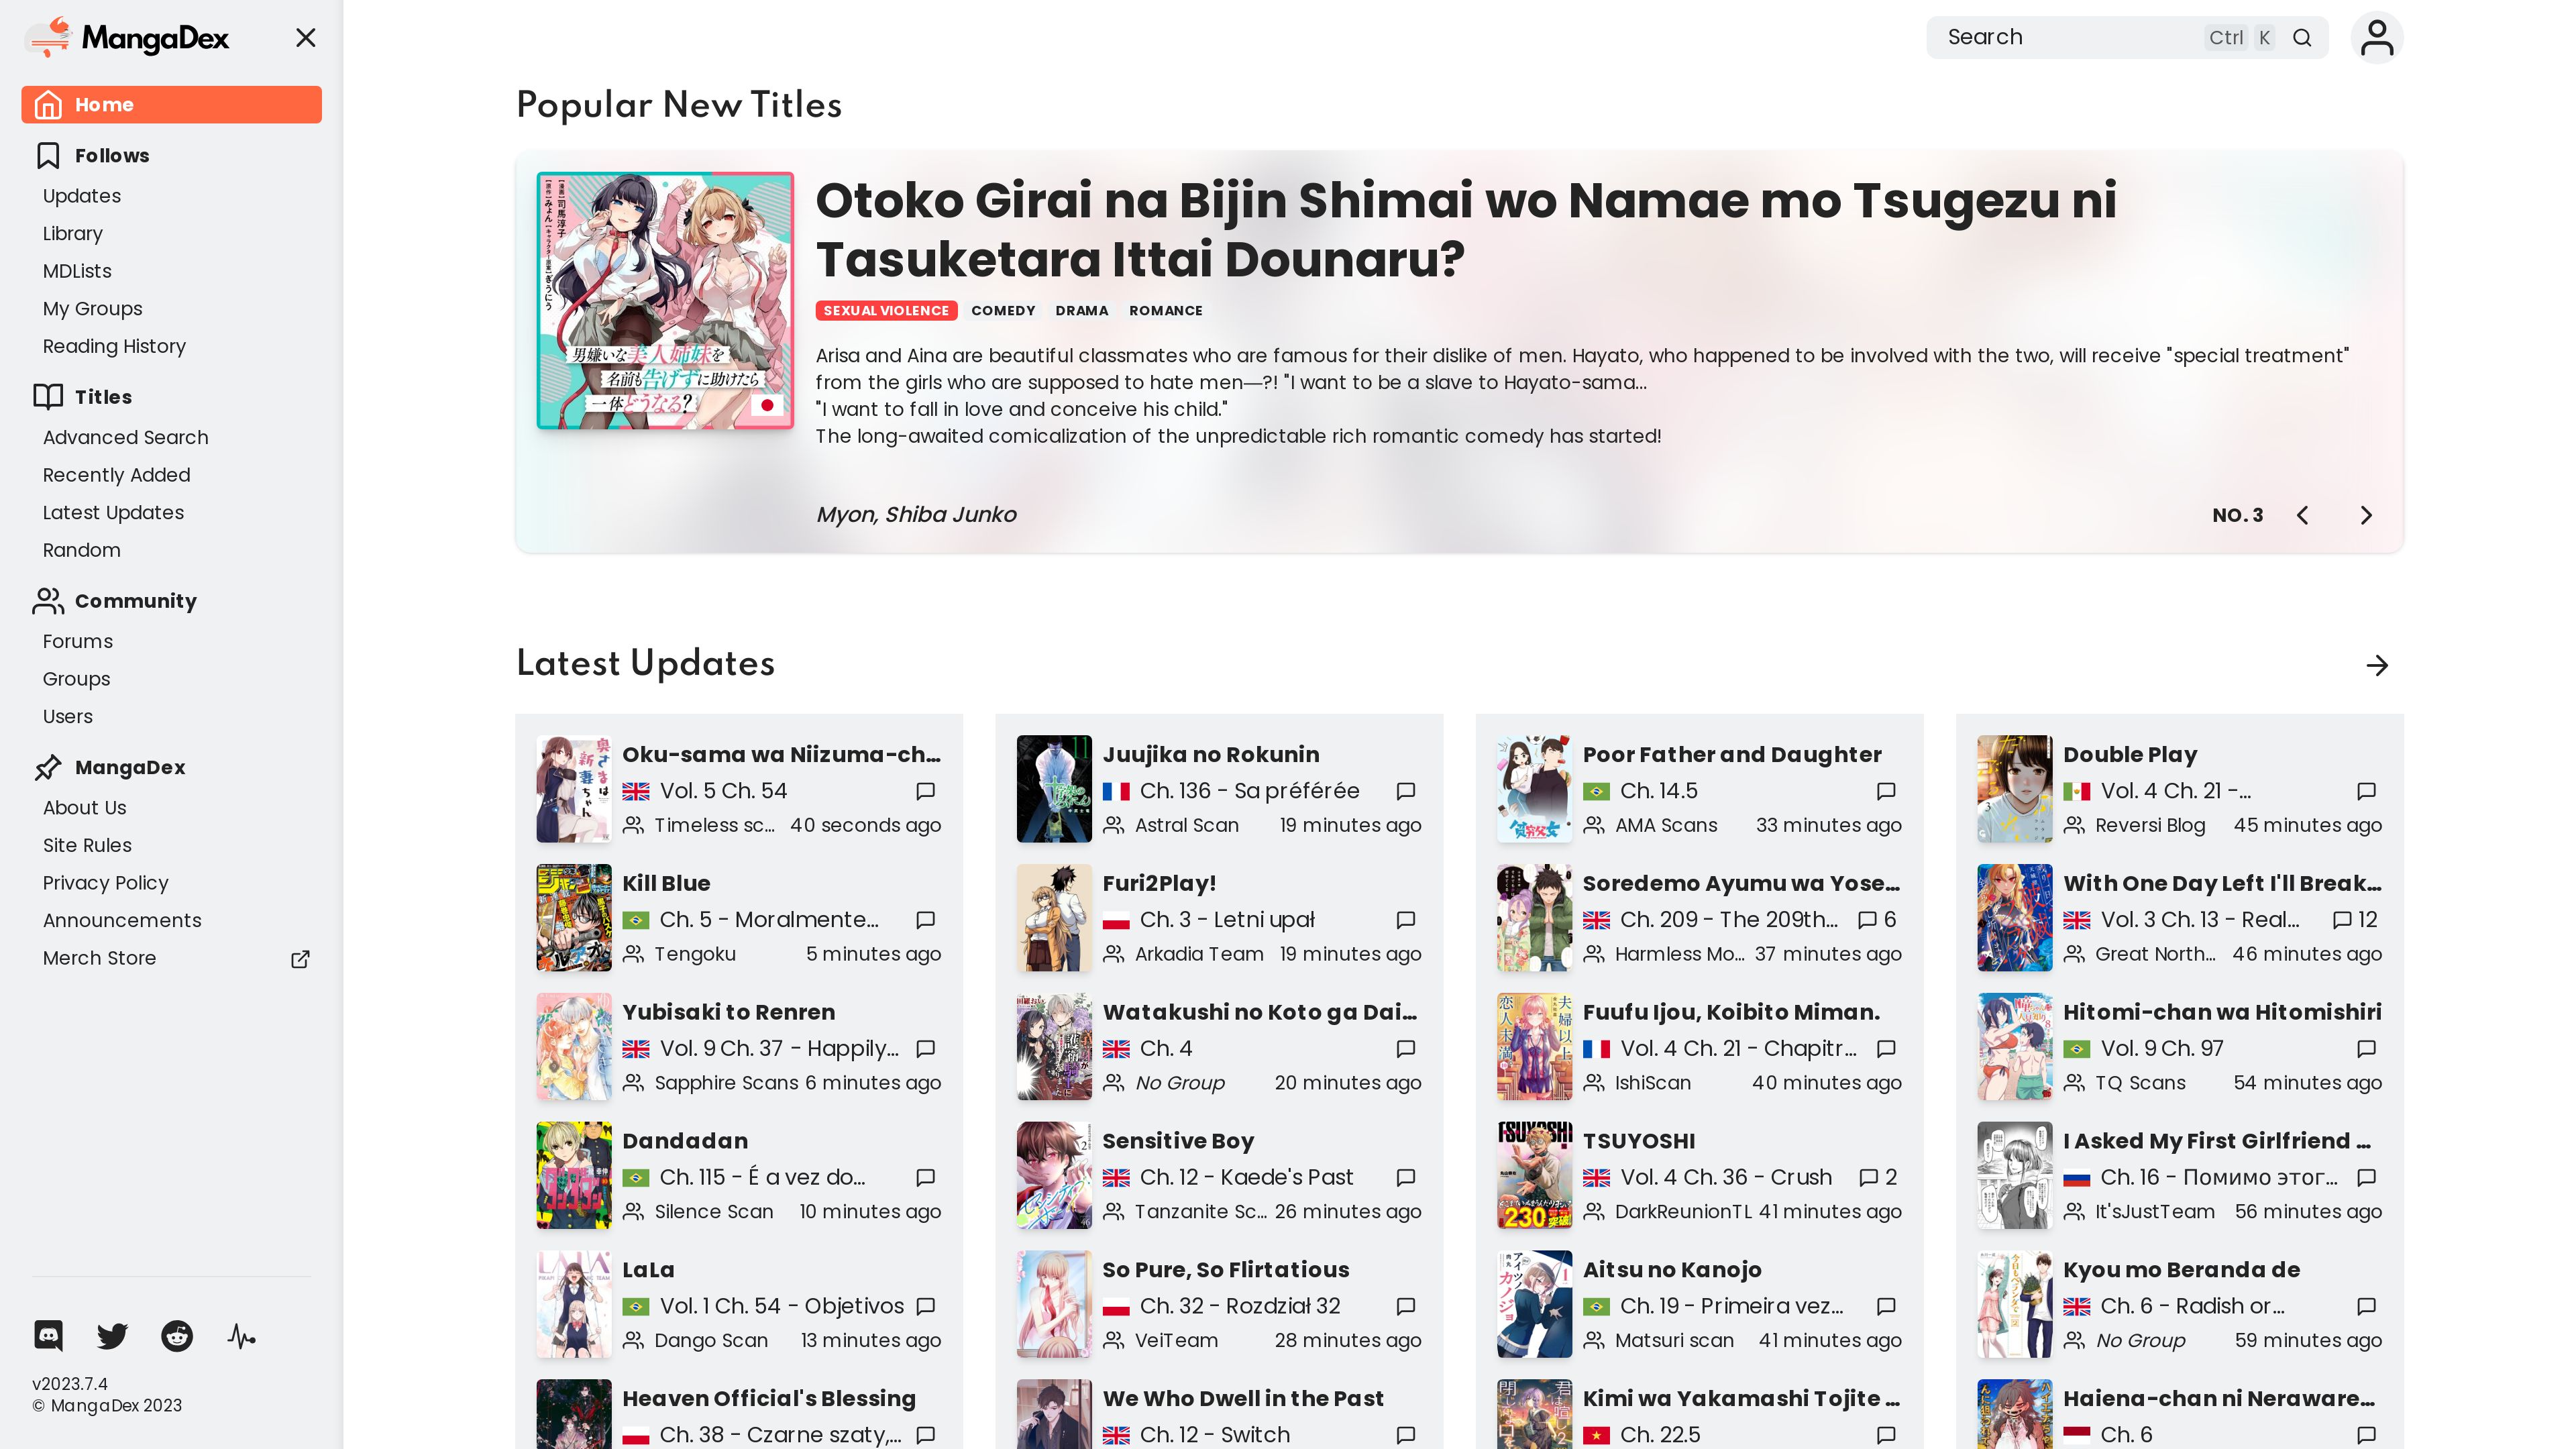 MangaDex
Search
Ctrl K
Home
Follows
Updates
Library
MDLists
My Groups
Reading History
Titles
Advanced Search
Recently Added
Latest Updates
Random
Community
Forums
Groups
Users
MangaDex
About Us
Site Rules
Privacy Policy
Announcements
Merch Store
v2023.7.4
© MangaDex 2023
Popular New Titles
男嫌いな美人姉妹を
名前も告げずに助けたら
一体どうなる?
Otoko Girai na Bijin Shimai wo Namae mo Tsugezu ni
Tasuketara Ittai Dounaru?
SEXUAL VIOLENCE COMEDY DRAMA ROMANCE
Arisa and Aina are beautiful classmates who are famous for their dislike of men. Hayato, who happened to be involved with the two, will receive "special treatment"
from the girls who are supposed to hate men—?! "I want to be a slave to Hayato-sama...
"I want to fall in love and conceive his child."
The long-awaited comicalization of the unpredictable rich romantic comedy has started!
Myon, Shiba Junko
NO. 3
Latest Updates
Oku-sama wa Niizuma-ch...
Vol. 5 Ch. 54
Timeless sc... 40 seconds ago
Kill Blue
Ch. 5 - Moralmente...
Tengoku 5 minutes ago
Yubisaki to Renren
Vol. 9 Ch. 37 - Happily...
Sapphire Scans 6 minutes ago
Dandadan
Ch. 115 - É a vez do...
Silence Scan 10 minutes ago
LaLa
Vol. 1 Ch. 54 - Objetivos
Dango Scan 13 minutes ago
Heaven Official's Blessing
Ch. 38 - Czarne szaty,...
Juujika no Rokunin
Ch. 136 - Sa préférée
Astral Scan 19 minutes ago
Furi2Play!
Ch. 3 - Letni upał
Arkadia Team 19 minutes ago
Watakushi no Koto ga Dai...
Ch. 4
No Group 20 minutes ago
Sensitive Boy
Ch. 12 - Kaede's Past
Tanzanite Sc... 26 minutes ago
So Pure, So Flirtatious
Ch. 32 - Rozdział 32
VeiTeam 28 minutes ago
We Who Dwell in the Past
Ch. 12 - Switch
Poor Father and Daughter
Ch. 14.5
AMA Scans 33 minutes ago
Soredemo Ayumu wa Yose...
Ch. 209 - The 209th... 6
Harmless Mo... 37 minutes ago
Fuufu Ijou, Koibito Miman.
Vol. 4 Ch. 21 - Chapitr...
IshiScan 40 minutes ago
TSUYOSHI
Vol. 4 Ch. 36 - Crush 2
DarkReunionTL 41 minutes ago
Aitsu no Kanojo
Ch. 19 - Primeira vez...
Matsuri scan 41 minutes ago
Kimi wa Yakamashi Tojite ...
Ch. 22.5
Double Play
Vol. 4 Ch. 21 -...
Reversi Blog 45 minutes ago
With One Day Left I'll Break...
Vol. 3 Ch. 13 - Real... 12
Great North... 46 minutes ago
Hitomi-chan wa Hitomishiri
Vol. 9 Ch. 97
TQ Scans 54 minutes ago
I Asked My First Girlfriend ...
Ch. 16 - Помимо этог...
It'sJustTeam 56 minutes ago
Kyou mo Beranda de
Ch. 6 - Radish or...
No Group 59 minutes ago
Haiena-chan ni Neraware...
Ch. 6